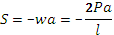 S = −wa = − 2Pa / l